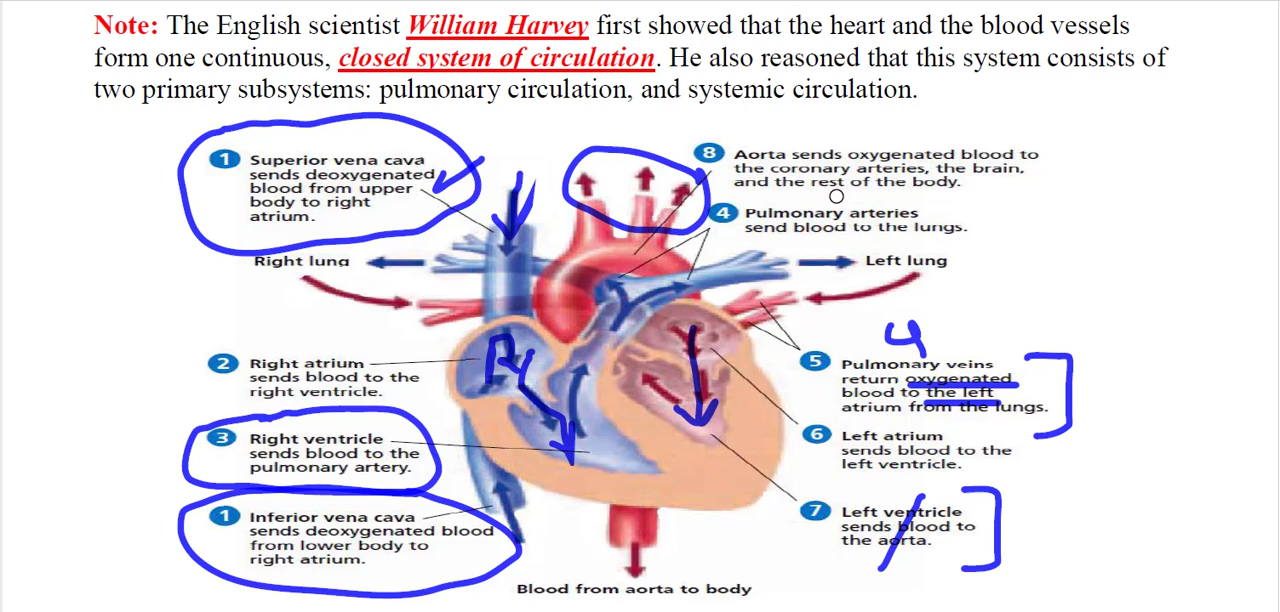 Note: The English scientist William Harvey first showed that the heart and the blood vessels
form one continuous, closed system of circulation. He also reasoned that this system consists of
two primary subsystems: pulmonary circulation, and systemic circulation.
1 Superior vena cava
sends deoxygenated
blood from upper
body to right
atrium.
8 Aorta sends oxygenated blood to
the coronary arteries, the brain,
and the rest of the body.
4 Pulmonary arteries
send blood to the lungs.
Right lung
Left lung
4
2 Right atrium
sends blood to the
right ventricle.
5 Pulmonary veins
return oxygenated
blood to the left
atrium from the lungs.
3 Right ventricle
sends blood to the
pulmonary artery.
6 Left atrium
sends blood to the
left ventricle.
1 Inferior vena cava
sends deoxygenated blood
from lower body to
right atrium.
7 Left ventricle
sends blood to
the aorta.
Blood from aorta to body